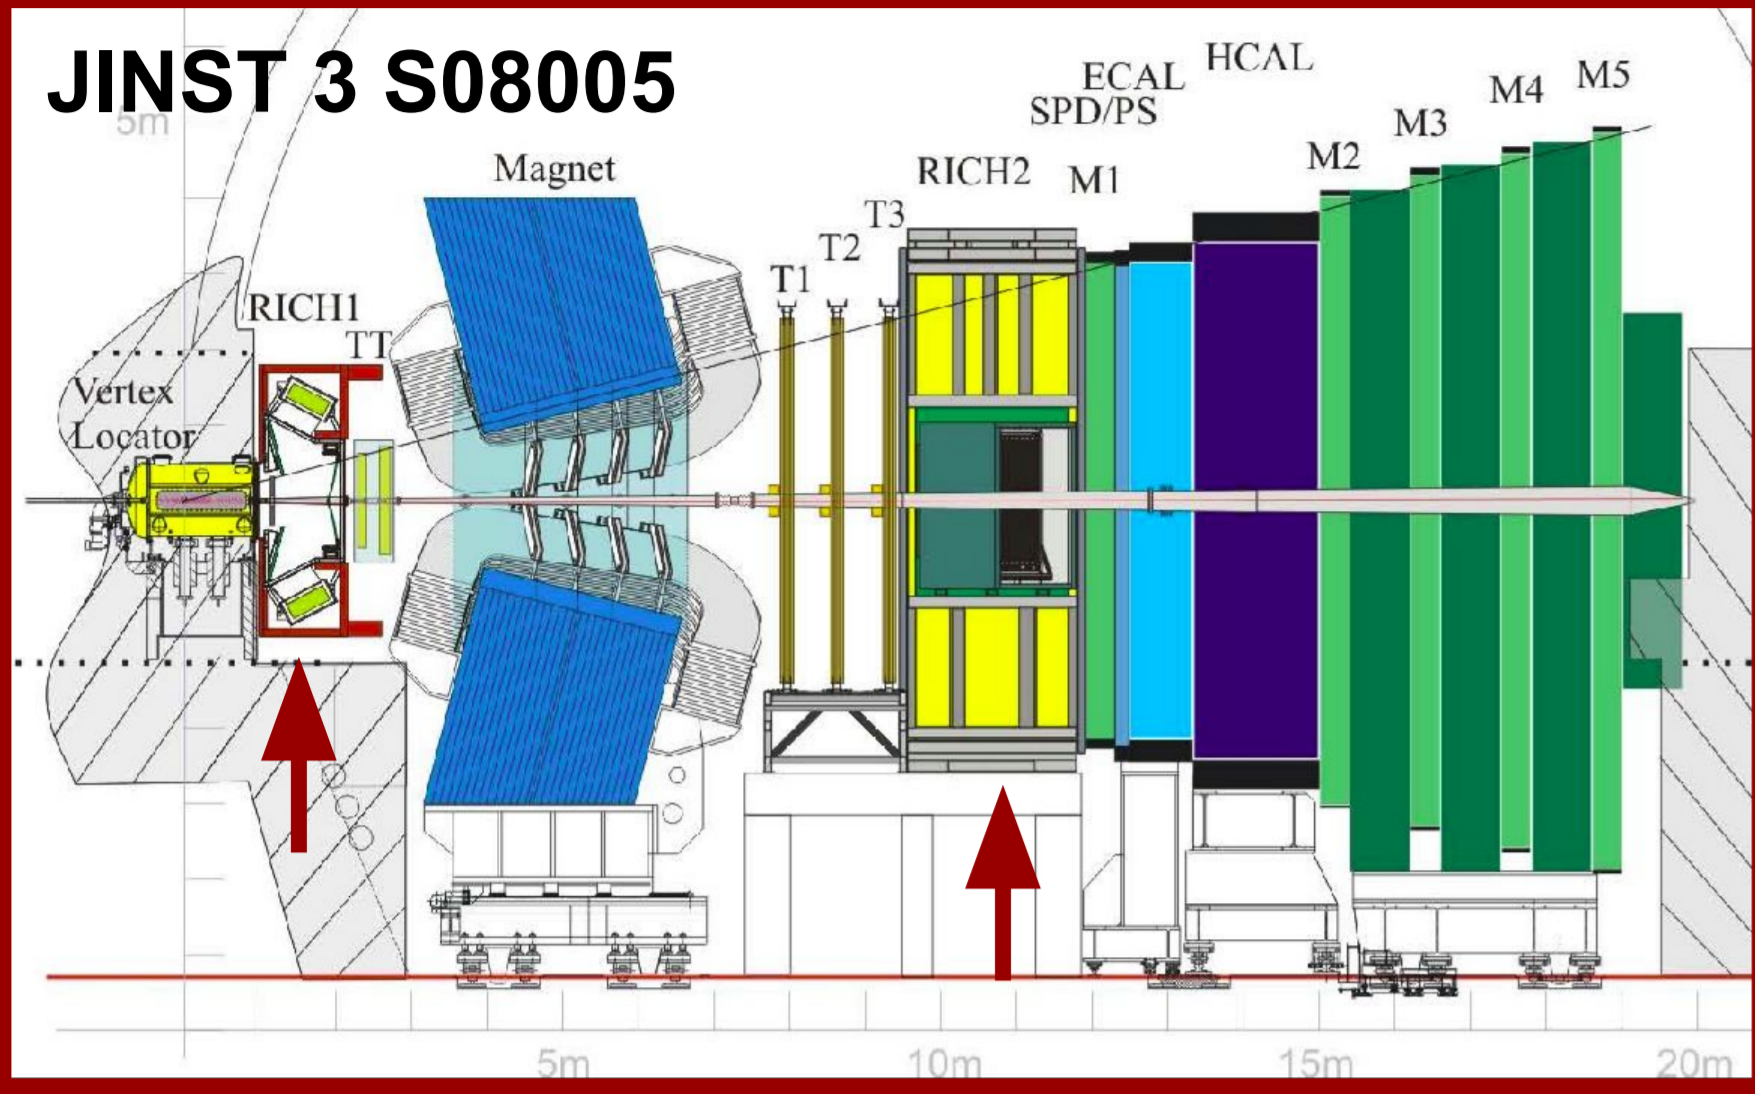 JINST 3 S08005
5m
HCAL
ECAL
SPD/PS
M5
M4
M3
M2
M1
RICH2
Magnet
T3
T2
T1
RICH1
TT
Vertex
Locator
5m
10m
15m
20m